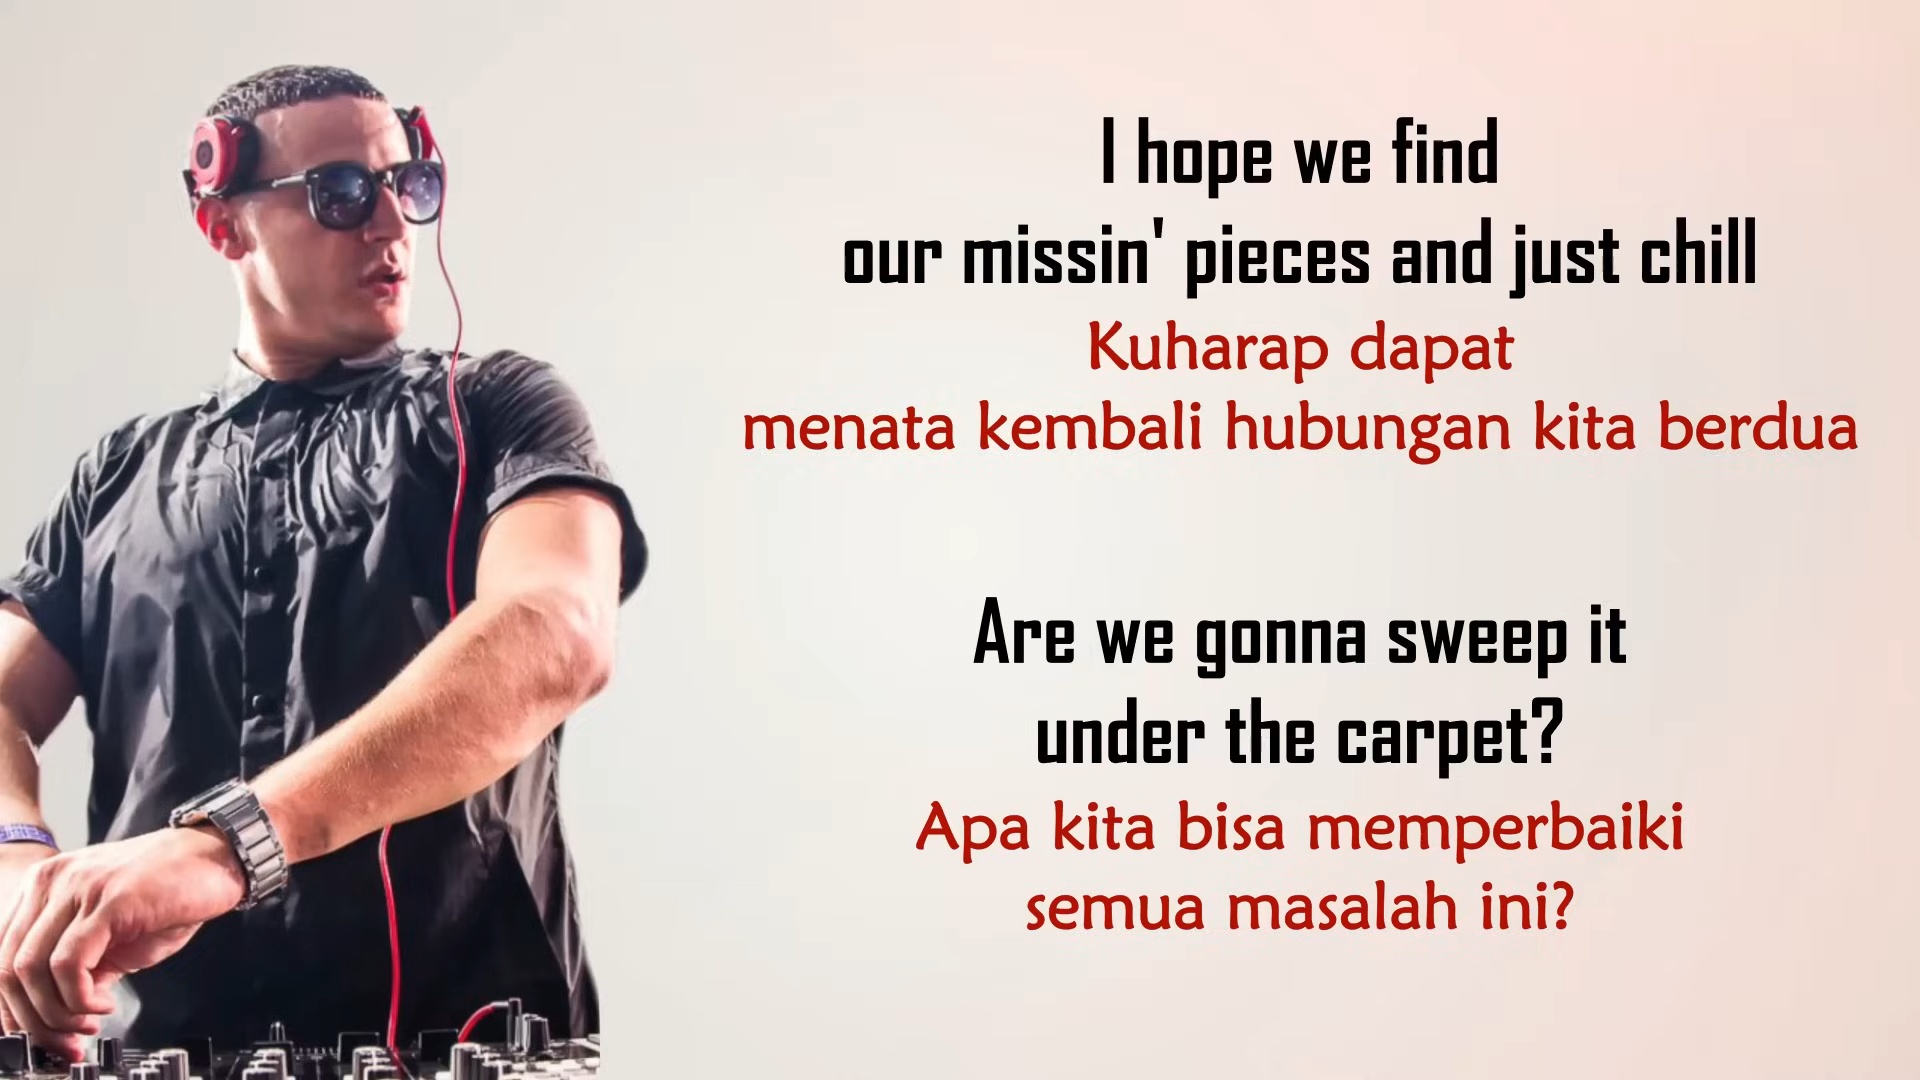 I hope we find
our missin' pieces and just chill
Kuharap dapat
menata kembali hubungan kita berdua
Are we gonna sweep it
under the carpet?
Apa kita bisa memperbaiki
semua masalah ini?